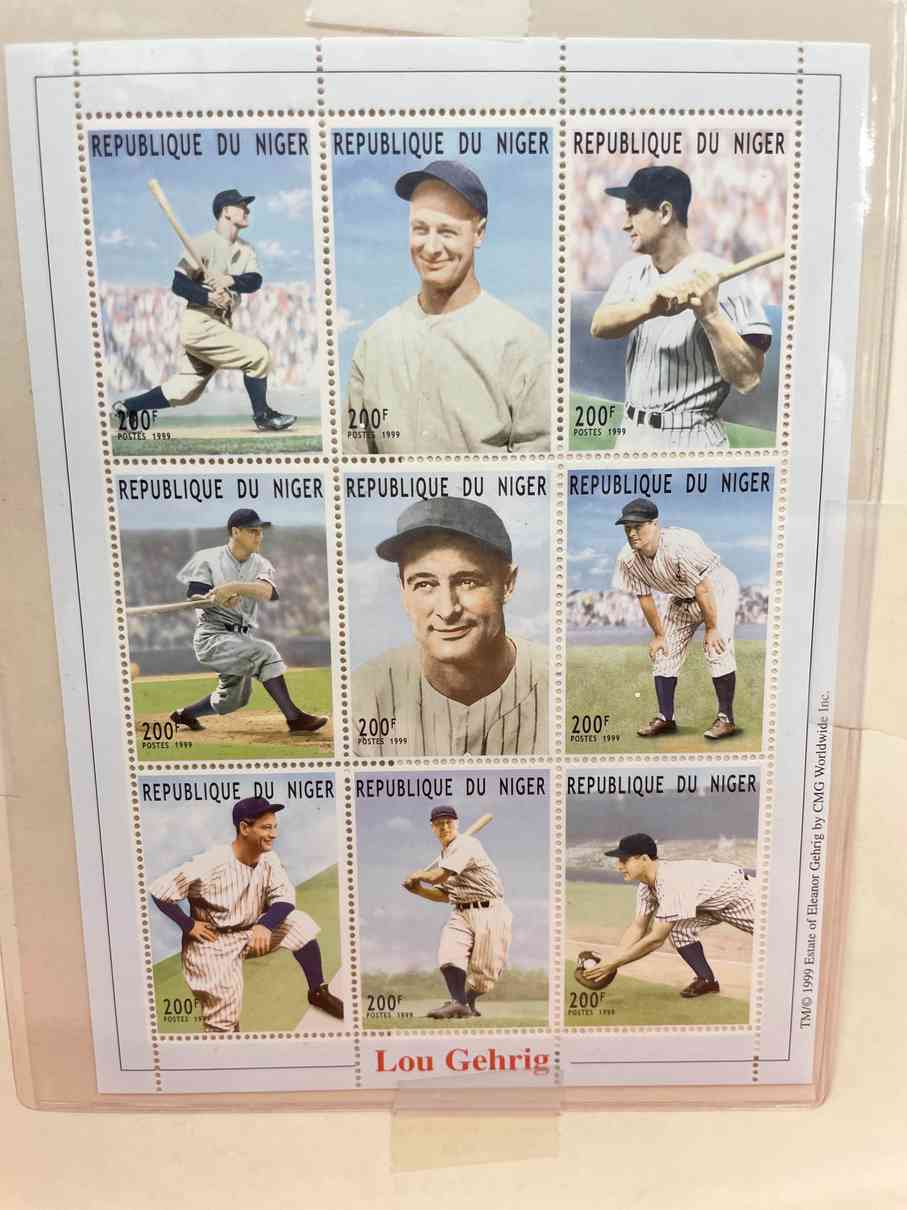 REPUBLIQUE DU NIGER
200F
POSTES 1999
REPUBLIQUE DU NIGER
200F
POSTES 1999
REPUBLIQUE DU NIGER
200F
POSTES 1999
REPUBLIQUE DU NIGER
200F
POSTES 1999
REPUBLIQUE DU NIGER
200F
POSTES 1999
REPUBLIQUE DU NIGER
200F
POSTES 1999
REPUBLIQUE DU NIGER
200F
POSTES 1999
REPUBLIQUE DU NIGER
200F
POSTES 1999
REPUBLIQUE DU NIGER
200F
POSTES 1999
Lou Gehrig
TM/© 1999 Estate of Eleanor Gehrig by CMG Worldwide Inc.